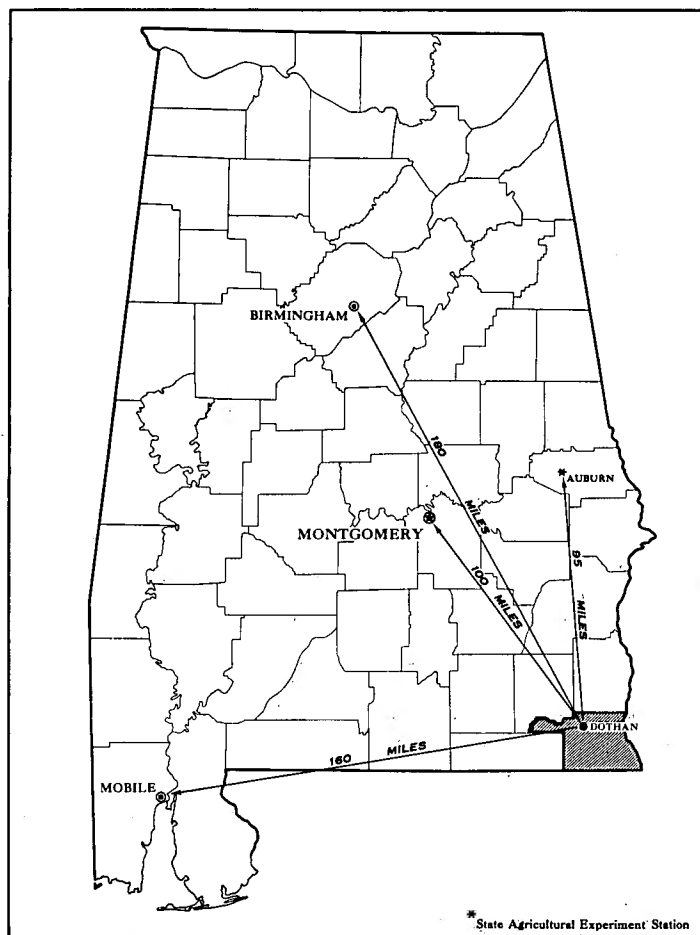 BIRMINGHAM
180 MILES
AUBURN
MONTGOMERY
100 MILES
95 MILES
DOTHAN
160 MILES
MOBILE
* State Agricultural Experiment Station